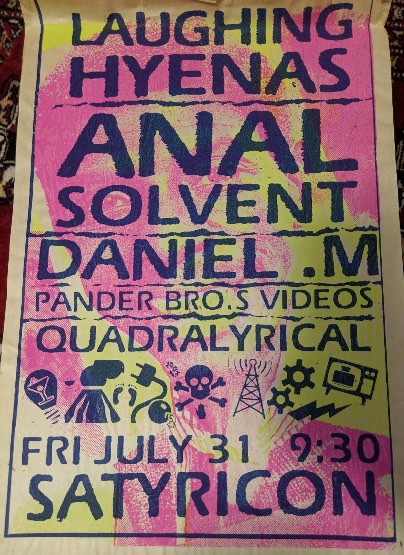 LAUGHING
HYENAS
ANAL
SOLVENT
DANIEL .M
PANDER BRO.S VIDEOS
QUADRALYRICAL
FRI JULY 31 9:30
SATYRICON